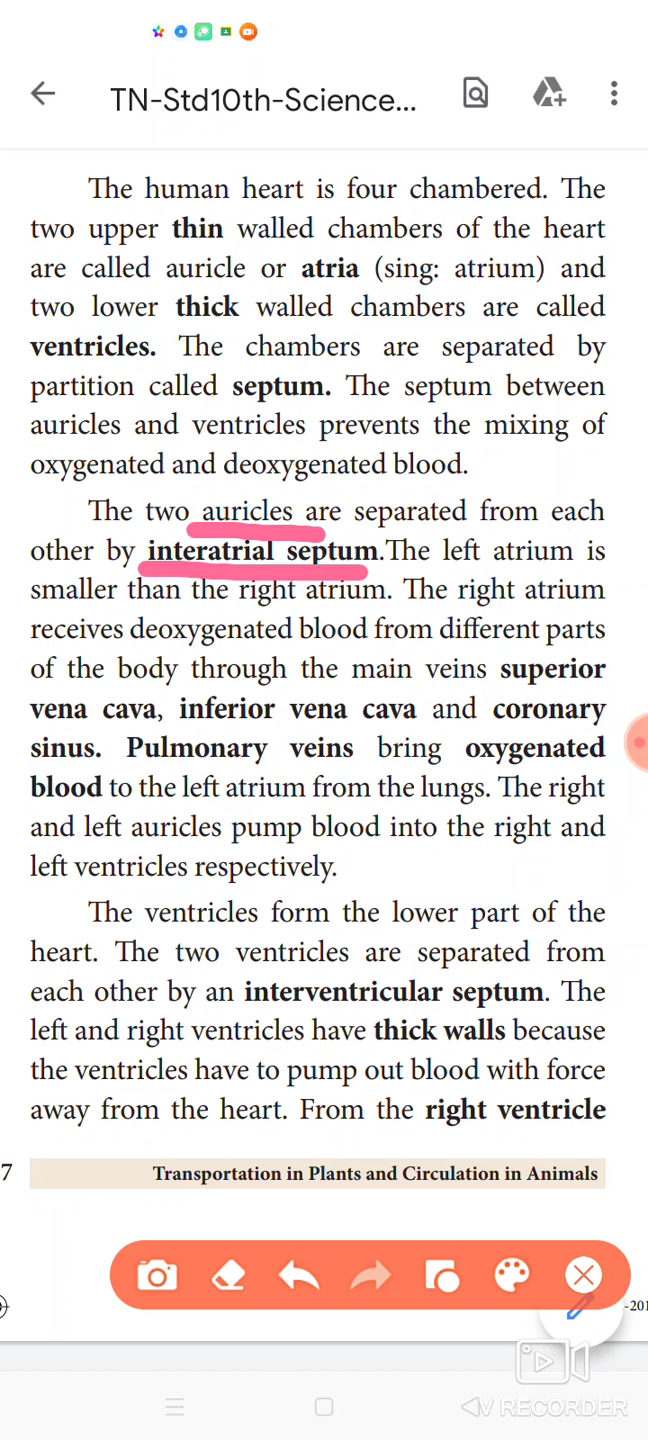 TN-Std10th-Science...
The human heart is four chambered. The
two upper thin walled chambers of the heart
are called auricle or atria (sing: atrium) and
two lower thick walled chambers are called
ventricles. The chambers are separated by
partition called septum. The septum between
auricles and ventricles prevents the mixing of
oxygenated and deoxygenated blood.
The two auricles are separated from each
other by interatrial septum.The left atrium is
smaller than the right atrium. The right atrium
receives deoxygenated blood from different parts
of the body through the main veins superior
vena cava, inferior vena cava and coronary
sinus. Pulmonary veins bring oxygenated
blood to the left atrium from the lungs. The right
and left auricles pump blood into the right and
left ventricles respectively.
The ventricles form the lower part of the
heart. The two ventricles are separated from
each other by an interventricular septum. The
left and right ventricles have thick walls because
the ventricles have to pump out blood with force
away from the heart. From the right ventricle
7 Transportation in Plants and Circulation in Animals
-201
V RECORDER